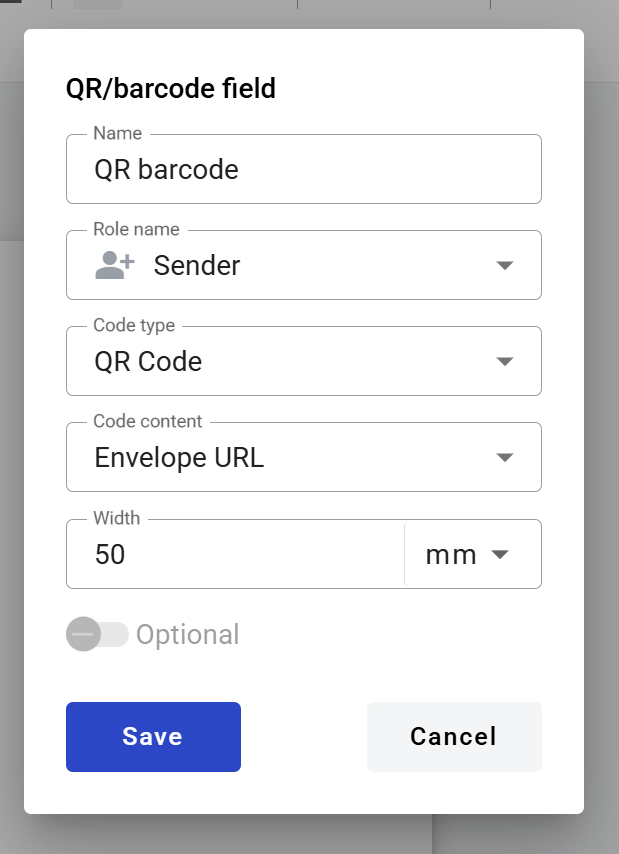 QR/barcode field
Name
QR barcode
Role name
Sender
Code type
QR Code
Code content
Envelope URL
Width
50 mm
Optional
Save Cancel